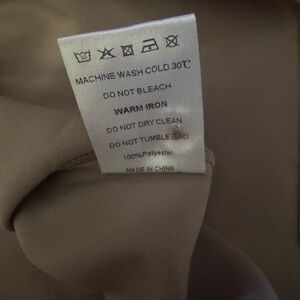 MACHINE WASH COLD 30℃
DO NOT BLEACH
WARM IRON
DO NOT DRY CLEAN
DO NOT TUMBLE
100%Polyester
MADE IN CHINA